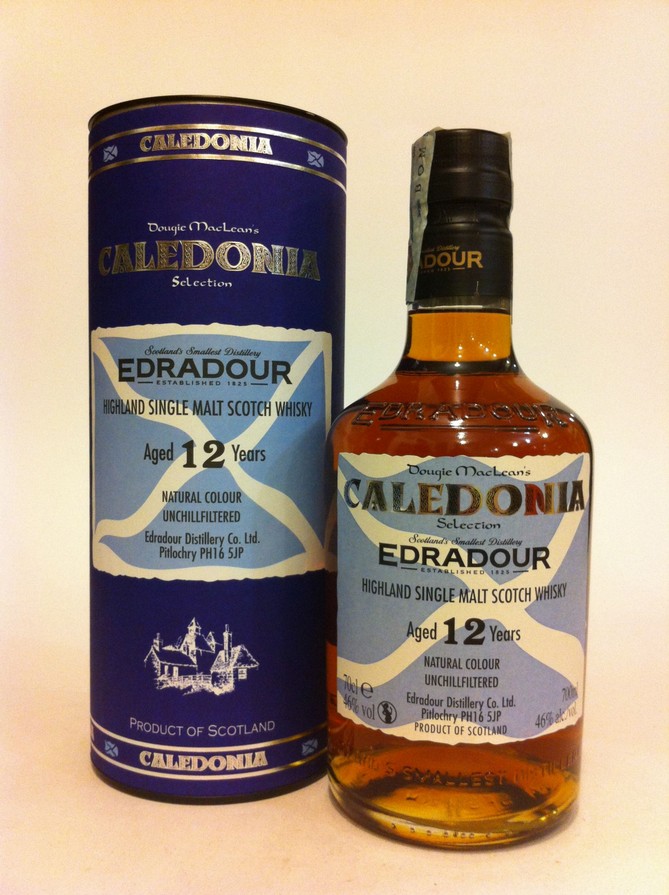 CALEDONIA
Dougie MacLean's
CALEDONIA
Selection
Scotland's Smallest Distillery
EDRADOUR
ESTABLISHED 1825
HIGHLAND SINGLE MALT SCOTCH WHISKY
Aged 12 Years
NATURAL COLOUR
UNCHILLFILTERED
Edradour Distillery Co. Ltd.
Pitlochry PH16 5JP
PRODUCT OF SCOTLAND
CALEDONIA
EDRADOUR
Dougie MacLean's
CALEDONIA
Selection
Scotland's Smallest Distillery
EDRADOUR
ESTABLISHED 1825
HIGHLAND SINGLE MALT SCOTCH WHISKY
Aged 12 Years
NATURAL COLOUR
UNCHILLFILTERED
70cl e
46% vol
Edradour Distillery Co. Ltd.
Pitlochry PH16 5JP
PRODUCT OF SCOTLAND
700ml
46% alc./vol.